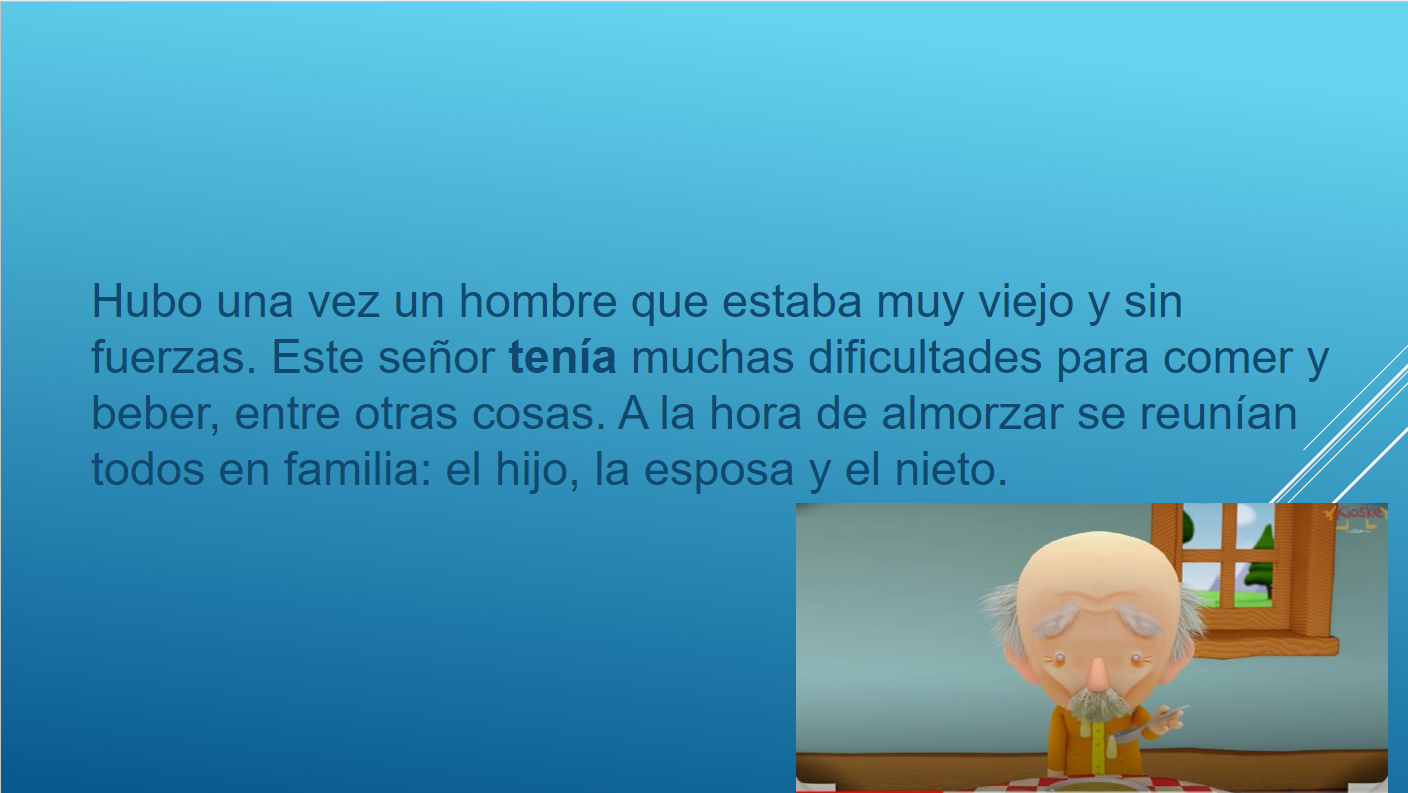 Hubo una vez un hombre que estaba muy viejo y sin
fuerzas. Este señor tenía muchas dificultades para comer y
beber, entre otras cosas. A la hora de almorzar se reunían
todos en familia: el hijo, la esposa y el nieto.
Kioske